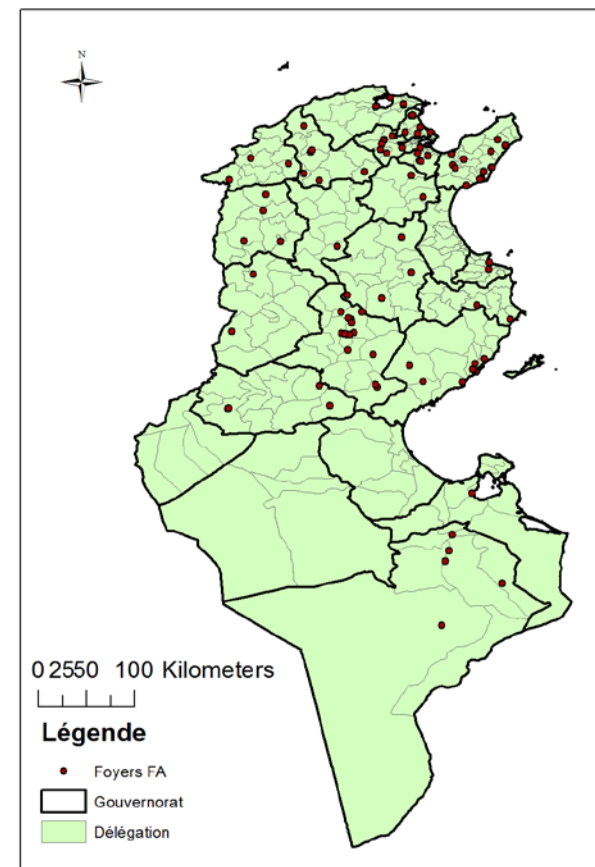 N
0 2550 100 Kilometers
Légende
Foyers FA
Gouvernorat
Délégation